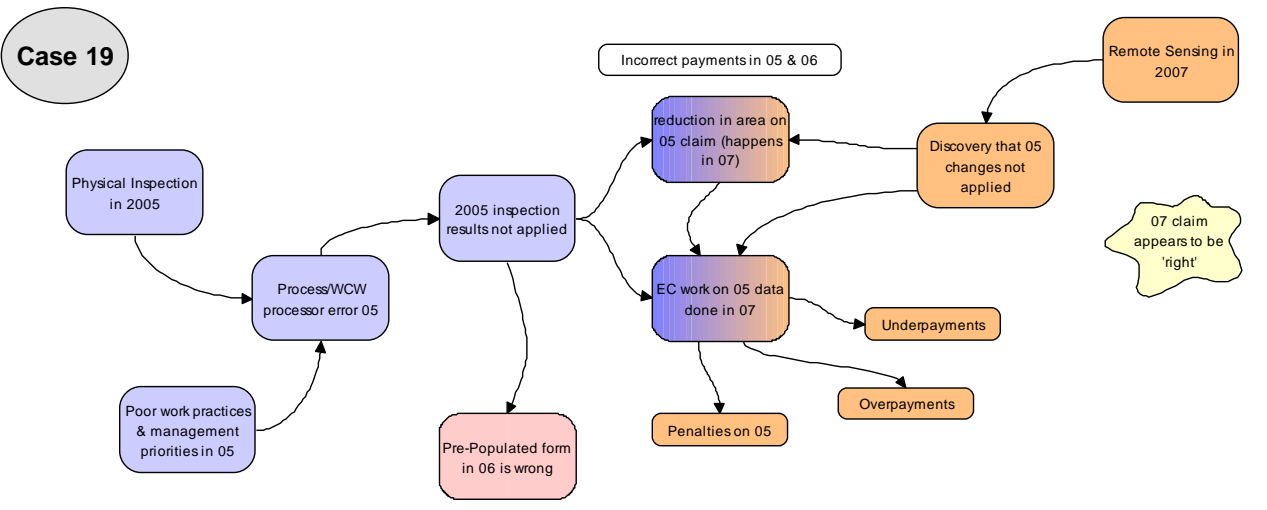 Case 19
Incorrect payments in 05 & 06
Remote Sensing in
2007
reduction in area on
05 claim (happens
in 07)
Discovery that 05
changes not
applied
Physical Inspection
in 2005
2005 inspection
results not applied
07 claim
appears to be
'right'
Process/WCW
processor error 05
EC work on 05 data
done in 07
Underpayments
Overpayments
Poor work practices
& management
priorities in 05
Pre-Populated form
in 06 is wrong
Penalties on 05